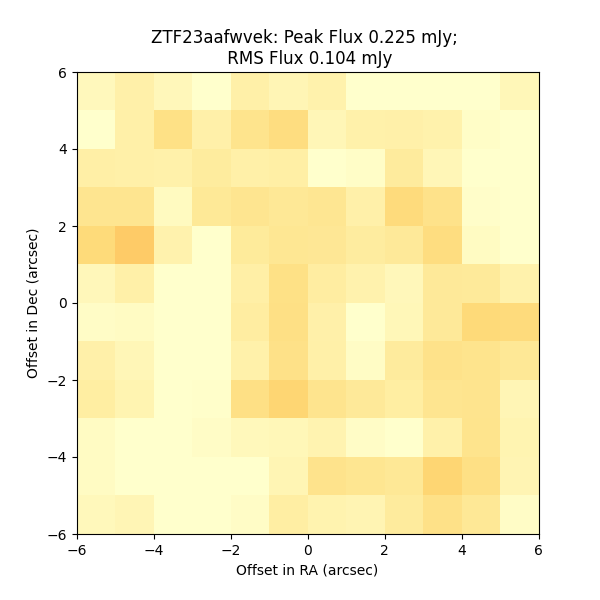 ZTF23aafwvek: Peak Flux 0.225 mJy;
RMS Flux 0.104 mJy
6
4
2
0
−2
−4
−6
Offset in Dec (arcsec)
−6 −4 −2 0 2 4 6
Offset in RA (arcsec)